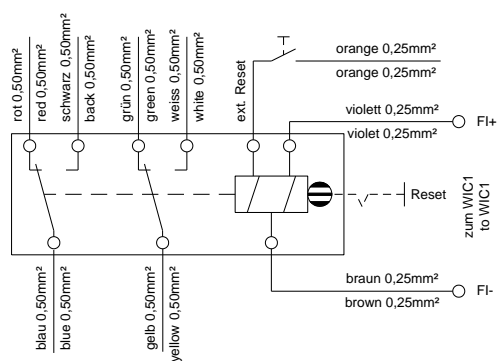 rot 0,50mm²
red 0,50mm²
schwarz 0,50mm²
back 0,50mm²
grün 0,50mm²
green 0,50mm²
weiss 0,50mm²
white 0,50mm²
ext. Reset
orange 0,25mm²
orange 0,25mm²
violett 0,25mm²
violet 0,25mm²
FI+
Reset
zum WIC1
to WIC1
braun 0,25mm²
brown 0,25mm²
FI-
blau 0,50mm²
blue 0,50mm²
gelb 0,50mm²
yellow 0,50mm²